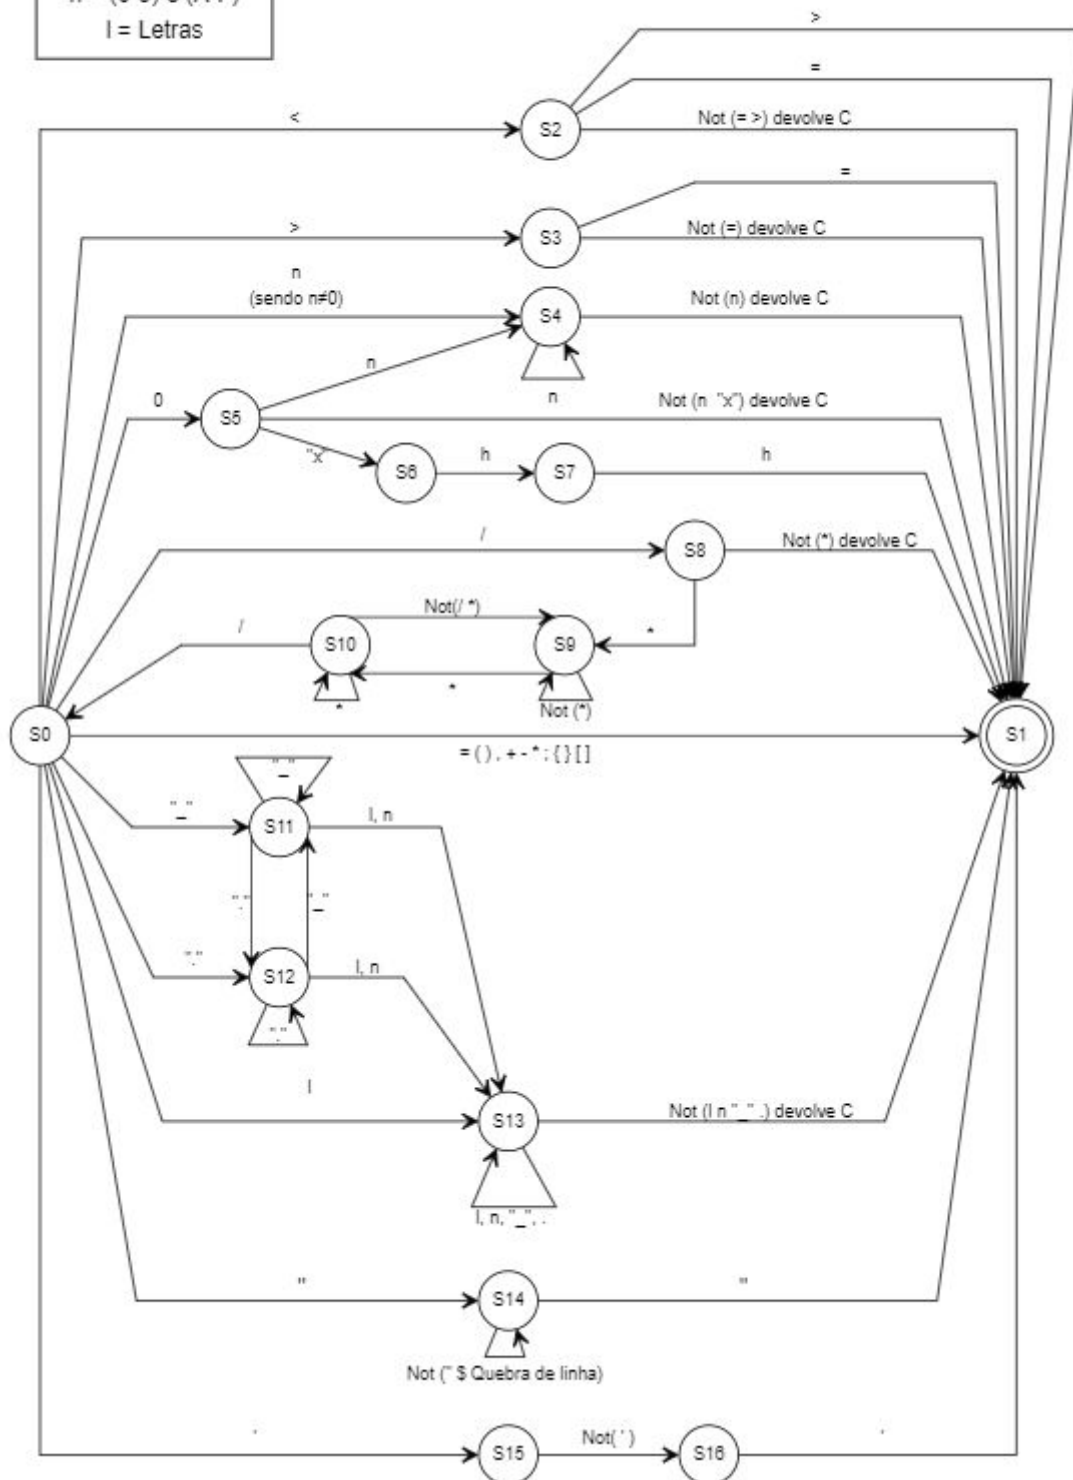 l = Letras
>
=
<
S2
Not (= >) devolve C
=
>
S3
Not (=) devolve C
n
(sendo n≠0)
S4
Not (n) devolve C
n
n
0
S5
Not (n "x") devolve C
"x"
S6
h
S7
h
/
S8
Not (*) devolve C
Not(/ *)
/
S10
S9
*
*
*
Not (*)
S0
S1
= ( ) , + - * ; { } [ ]
"_"
"_"
S11
l, n
"."
"_"
"."
S12
l, n
"."
l
S13
Not (l n "_" .) devolve C
l, n, "_", .
"
S14
"
Not (" $ Quebra de linha)
'
S15
Not( ' )
S16
'